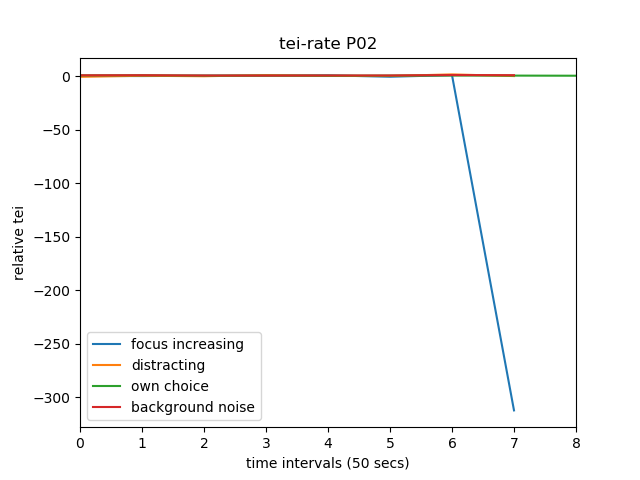 tei-rate P02
relative tei
0
−50
−100
−150
−200
−250
−300
focus increasing
distracting
own choice
background noise
0 1 2 3 4 5 6 7 8
time intervals (50 secs)